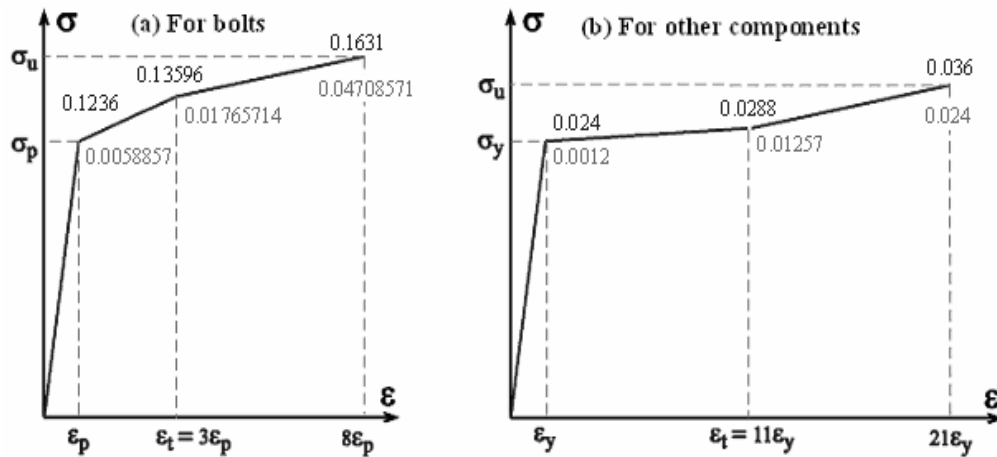 σ
(a) For bolts
σu
0.1631
0.13596
0.04708571
0.1236
0.01765714
σp
0.0058857
ε
εp
εt = 3εp
8εp
σ
(b) For other components
σu
0.036
0.0288
0.024
0.024
0.01257
σy
0.0012
ε
εy
εt = 11εy
21εy